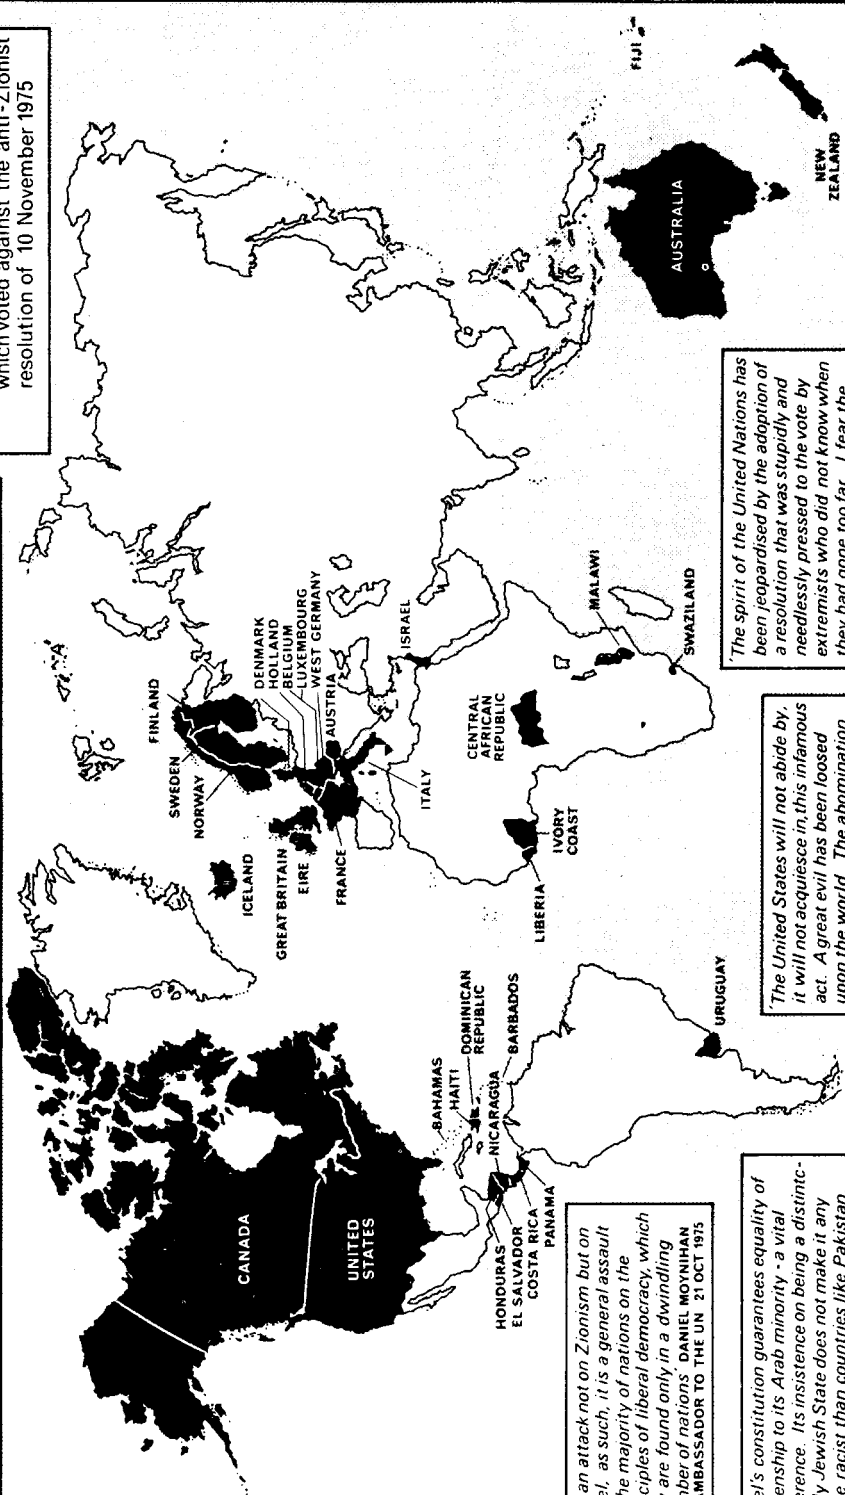 which voted against the anti-Zionist
resolution of 10 November 1975
CANADA
UNITED
STATES
HONDURAS
EL SALVADOR
COSTA RICA
PANAMA
BAHAMAS
HAITI
DOMINICAN
REPUBLIC
NICARAGUA
BARBADOS
URUGUAY
ICELAND
GREAT BRITAIN
EIRE
FRANCE
NORWAY
SWEDEN
FINLAND
DENMARK
HOLLAND
BELGIUM
LUXEMBOURG
WEST GERMANY
AUSTRIA
ITALY
ISRAEL
LIBERIA
IVORY
COAST
CENTRAL
AFRICAN
REPUBLIC
MALAWI
SWAZILAND
AUSTRALIA
FIJI
NEW
ZEALAND
an attack not on Zionism but on
el, as such, it is a general assault
he majority of nations on the
ciples of liberal democracy, which
are found only in a dwindling
ber of nations' DANIEL MOYNIHAN
MBASSADOR TO THE UN 21 OCT 1975
el's constitution guarantees equality of
enship to its Arab minority - a vital
erence. Its insistence on being a distinct-
ly Jewish State does not make it any
e racist than countries like Pakistan
'The United States will not abide by,
it will not acquiesce in, this infamous
act. A great evil has been loosed
upon the world. The abomination
'The spirit of the United Nations has
been jeopardised by the adoption of
a resolution that was stupidly and
needlessly pressed to the vote by
extremists who did not know when
they had gone too far. I fear the